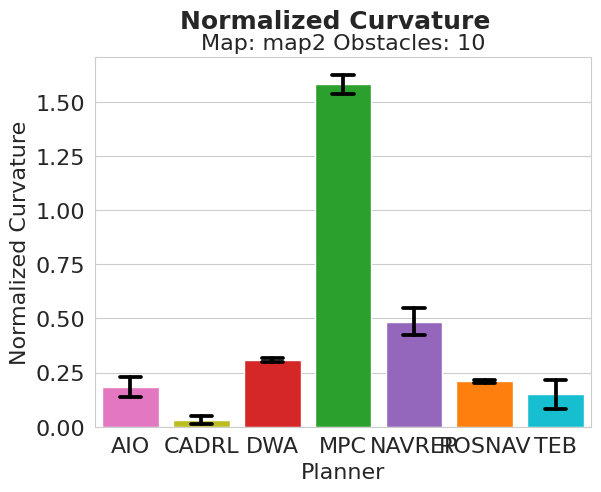 Normalized Curvature
Map: map2 Obstacles: 10
Normalized Curvature
1.50
1.25
1.00
0.75
0.50
0.25
0.00
AIO CADRL DWA MPC NAVREP ROSNAV TEB
Planner